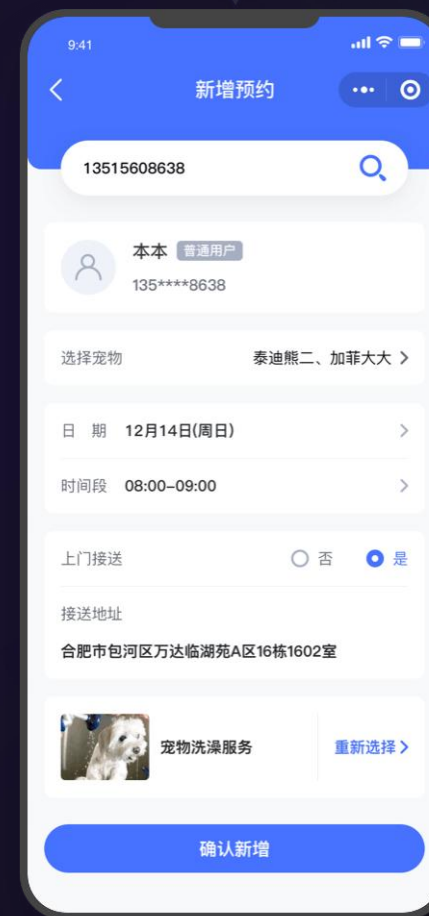 9:41
新增预约
13515608638
本本 普通用户
135****8638
选择宠物 泰迪熊二、加菲大大
日 期 12月14日(周日)
时间段 08:00-09:00
上门接送 否 是
接送地址
合肥市包河区万达临湖苑A区16栋1602室
宠物洗澡服务 重新选择
确认新增